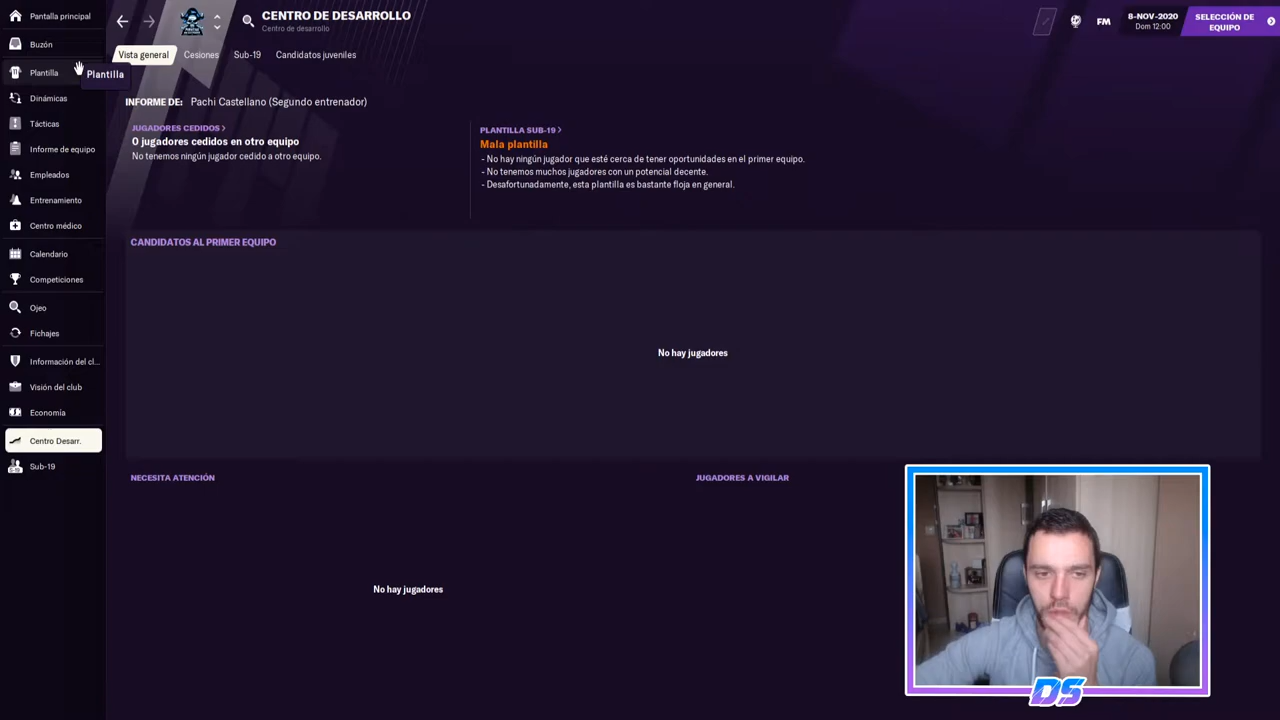 Pantalla principal
Buzón
Plantilla
Plantilla
Dinámicas
Tácticas
Informe de equipo
Empleados
Entrenamiento
Centro médico
Calendario
Competiciones
Ojeo
Fichajes
Información del cl...
Visión del club
Economía
Centro Desarr.
Sub-19
CENTRO DE DESARROLLO
Centro de desarrollo
FM
8-NOV-2020
Dom 12:00
SELECCIÓN DE
EQUIPO
Vista general
Cesiones
Sub-19
Candidatos juveniles
INFORME DE: Pachi Castellano (Segundo entrenador)
JUGADORES CEDIDOS >
0 jugadores cedidos en otro equipo
No tenemos ningún jugador cedido a otro equipo.
PLANTILLA SUB-19 >
Mala plantilla
- No hay ningún jugador que esté cerca de tener oportunidades en el primer equipo.
- No tenemos muchos jugadores con un potencial decente.
- Desafortunadamente, esta plantilla es bastante floja en general.
CANDIDATOS AL PRIMER EQUIPO
No hay jugadores
NECESITA ATENCIÓN
No hay jugadores
JUGADORES A VIGILAR
DS